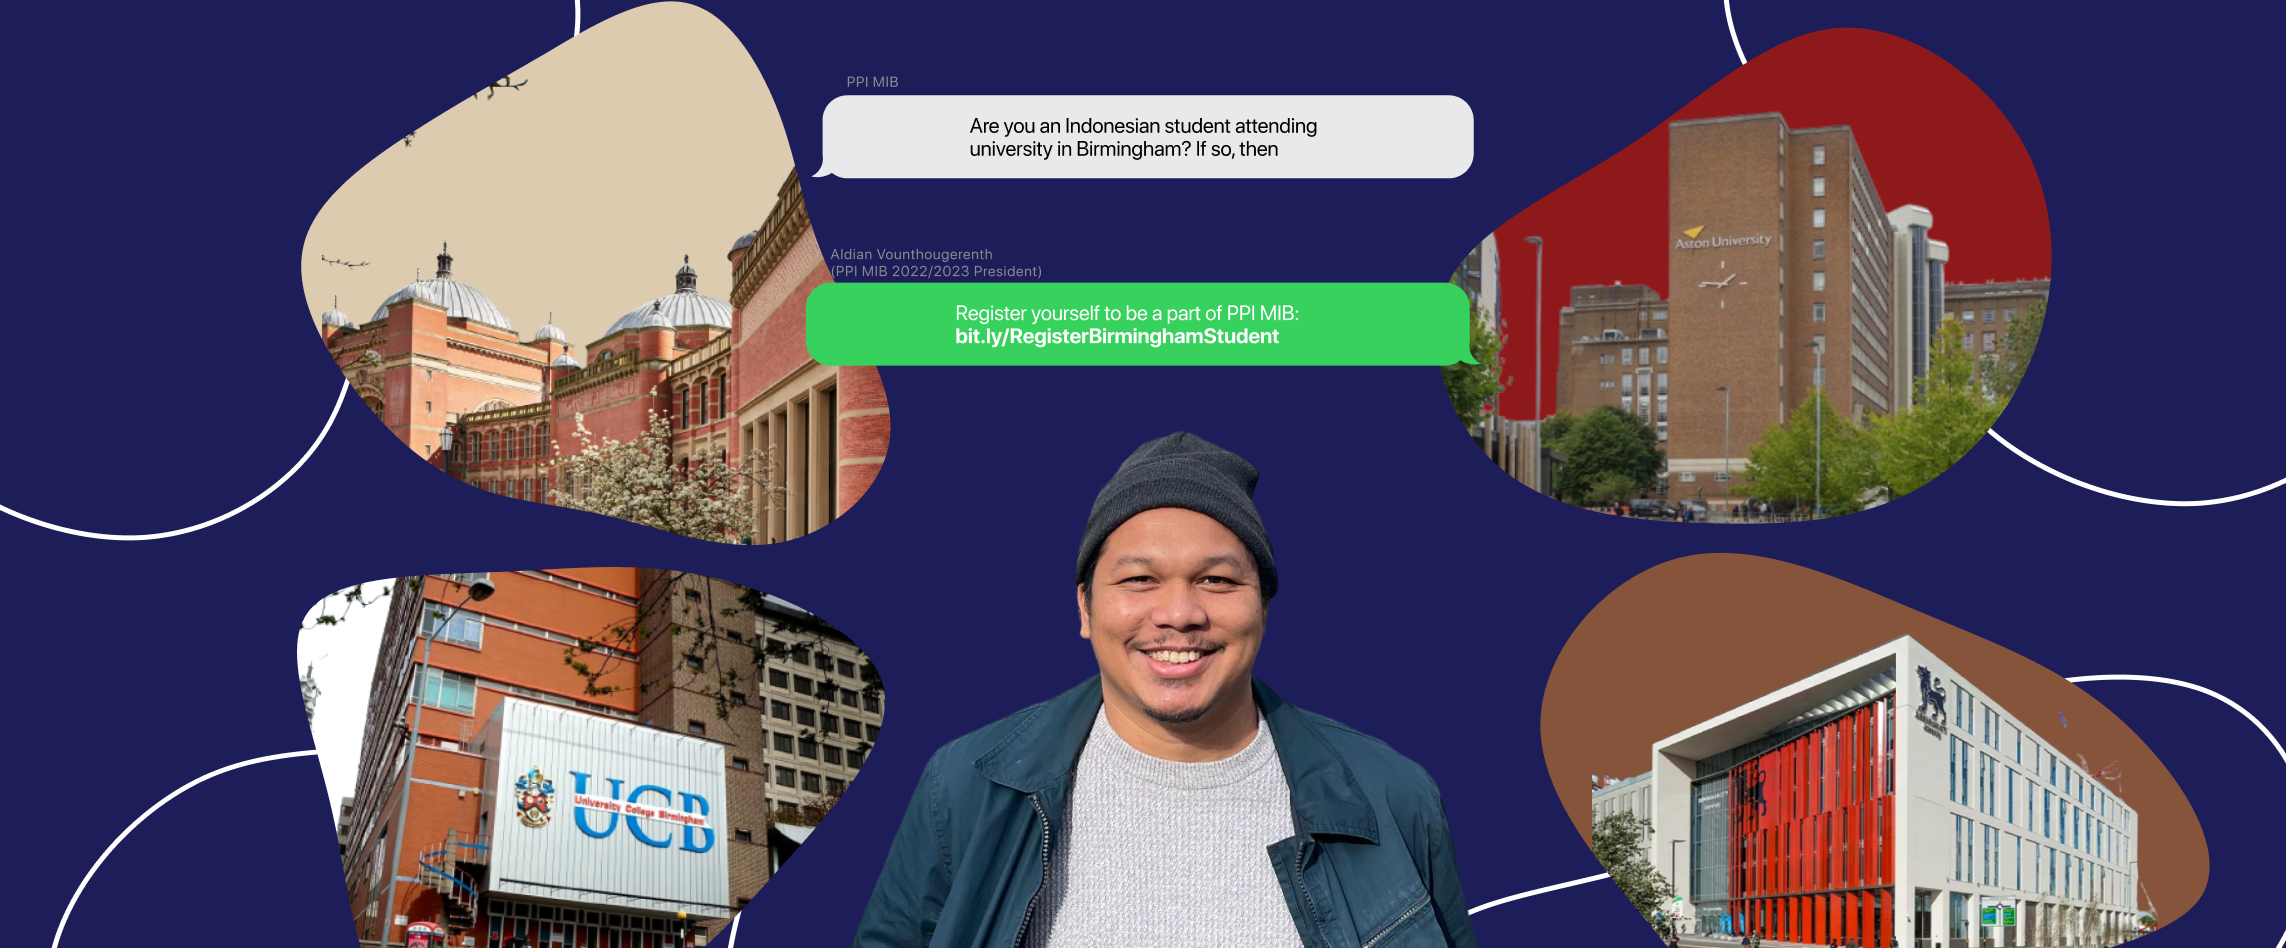 PPI MIB
Are you an Indonesian student attending
university in Birmingham? If so, then
Aldian Vounthougerenth
(PPI MIB 2022/2023 President)
Register yourself to be a part of PPI MIB:
bit.ly/RegisterBirminghamStudent
Aston University
UCB
University College Birmingham